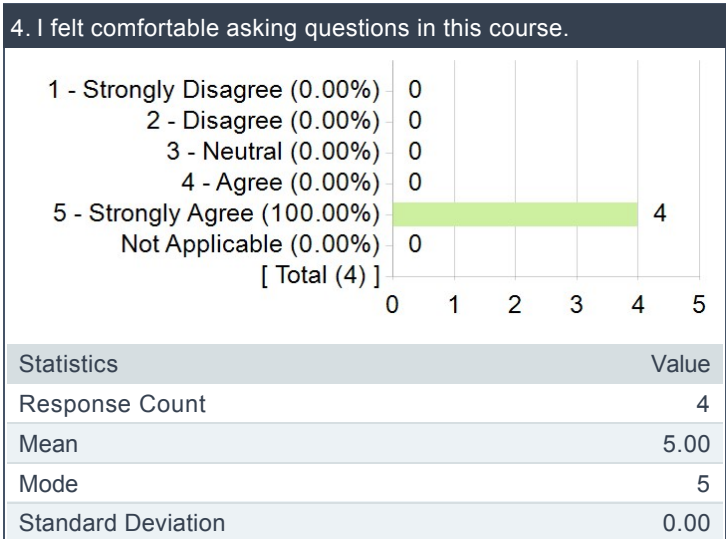 4. I felt comfortable asking questions in this course.
1 - Strongly Disagree (0.00%) 0
2 - Disagree (0.00%) 0
3 - Neutral (0.00%) 0
4 - Agree (0.00%) 0
5 - Strongly Agree (100.00%) 4
Not Applicable (0.00%) 0
[ Total (4) ]
0 1 2 3 4 5
Statistics Value
Response Count 4
Mean 5.00
Mode 5
Standard Deviation 0.00